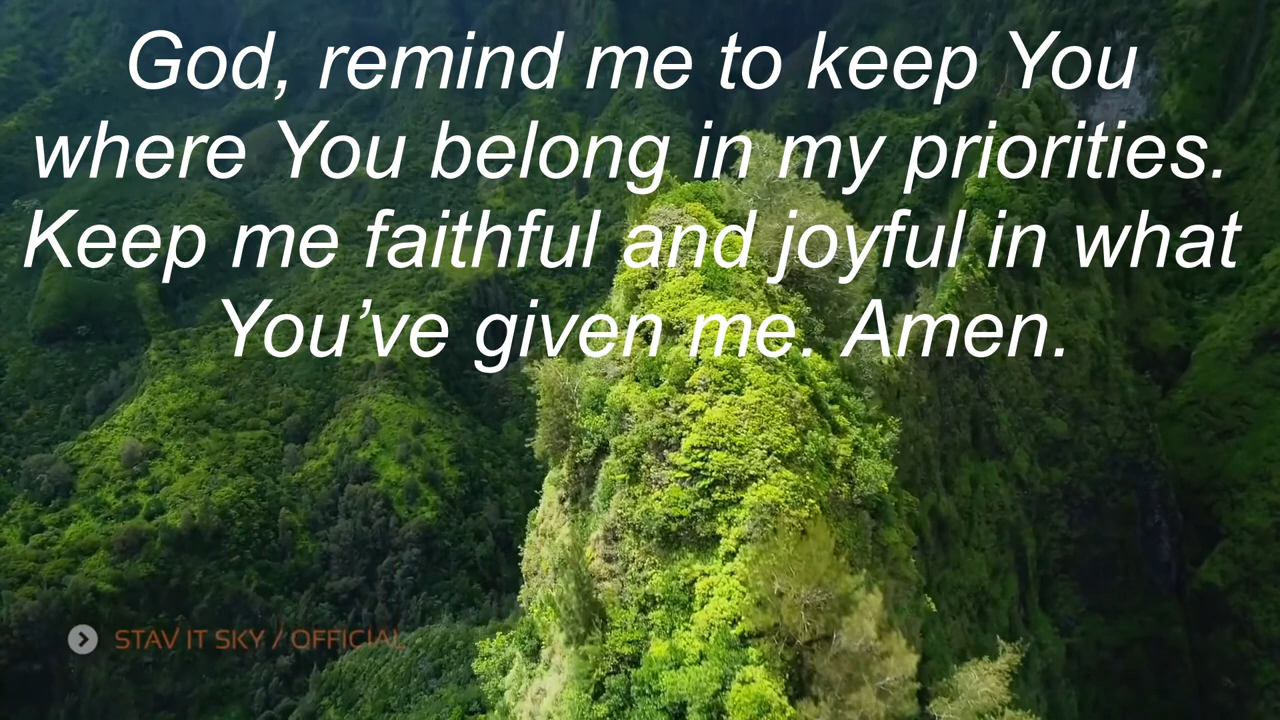 God, remind me to keep You
where You belong in my priorities.
Keep me faithful and joyful in what
You’ve given me. Amen.
STAV IT SKY / OFFICIAL